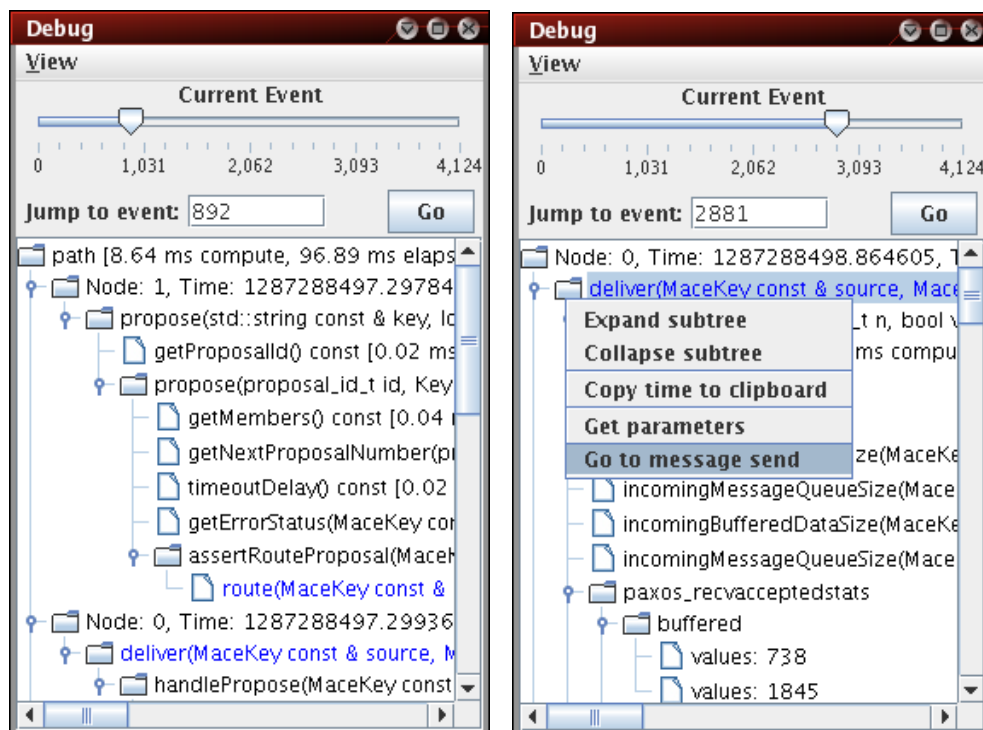 Debug
View
Current Event
0 1,031 2,062 3,093 4,124
Jump to event: 892 Go
path [8.64 ms compute, 96.89 ms elaps
Node: 1, Time: 1287288497.29784
propose(std::string const & key, lo
getProposalId() const [0.02 ms
propose(proposal_id_t id, Key
getMembers() const [0.04
getNextProposalNumber(p
timeoutDelay() const [0.02
getErrorStatus(MaceKey co
assertRouteProposal(Mace
route(MaceKey const &
Node: 0, Time: 1287288497.29936
deliver(MaceKey const & source, M
handlePropose(MaceKey const
Debug
View
Current Event
0 1,031 2,062 3,093 4,124
Jump to event: 2881 Go
Node: 0, Time: 1287288498.864605, T
deliver(MaceKey const & source, Mace
_t n, bool v
ms compu
Expand subtree
Collapse subtree
Copy time to clipboard
Get parameters
Go to message send
ze(MaceKe
incomingMessageQueueSize(Mace
incomingBufferedDataSize(MaceKe
incomingMessageQueueSize(Mace
paxos_recvacceptedstats
buffered
values: 738
values: 1845